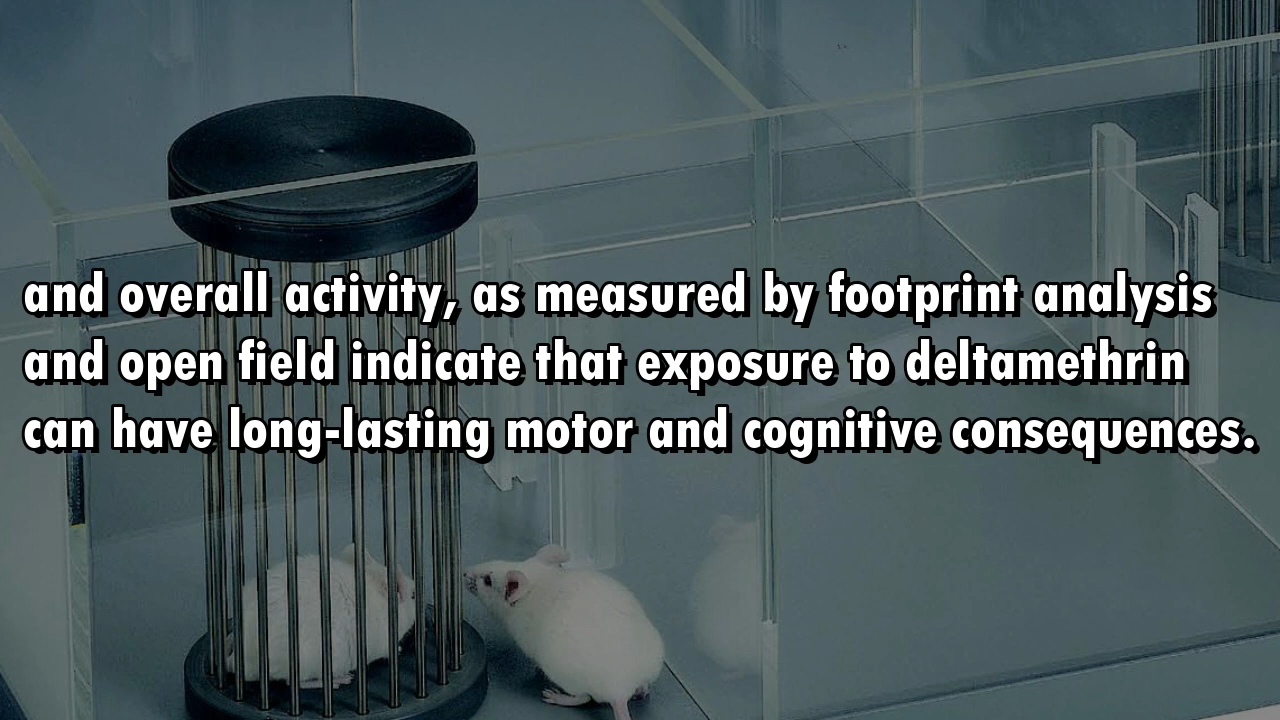 and overall activity, as measured by footprint analysis
and open field indicate that exposure to deltamethrin
can have long-lasting motor and cognitive consequences.